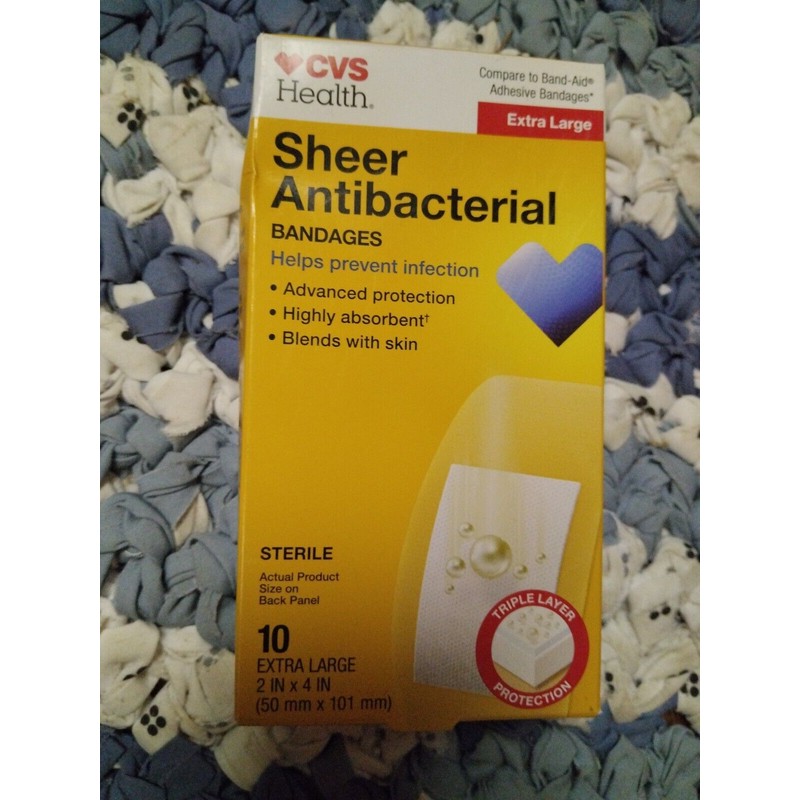 CVS
Health.
Compare to Band-Aid®
Adhesive Bandages*
Extra Large
Sheer
Antibacterial
BANDAGES
Helps prevent infection
• Advanced protection
• Highly absorbent†
• Blends with skin
STERILE
Actual Product
Size on
Back Panel
10
EXTRA LARGE
2 IN x 4 IN
(50 mm x 101 mm)
TRIPLE LAYER
PROTECTION